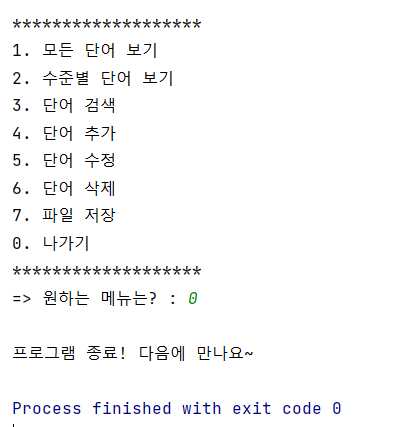 *******************
1. 모든 단어 보기
2. 수준별 단어 보기
3. 단어 검색
4. 단어 추가
5. 단어 수정
6. 단어 삭제
7. 파일 저장
0. 나가기
*******************
=> 원하는 메뉴는? : 0
프로그램 종료! 다음에 만나요~
Process finished with exit code 0